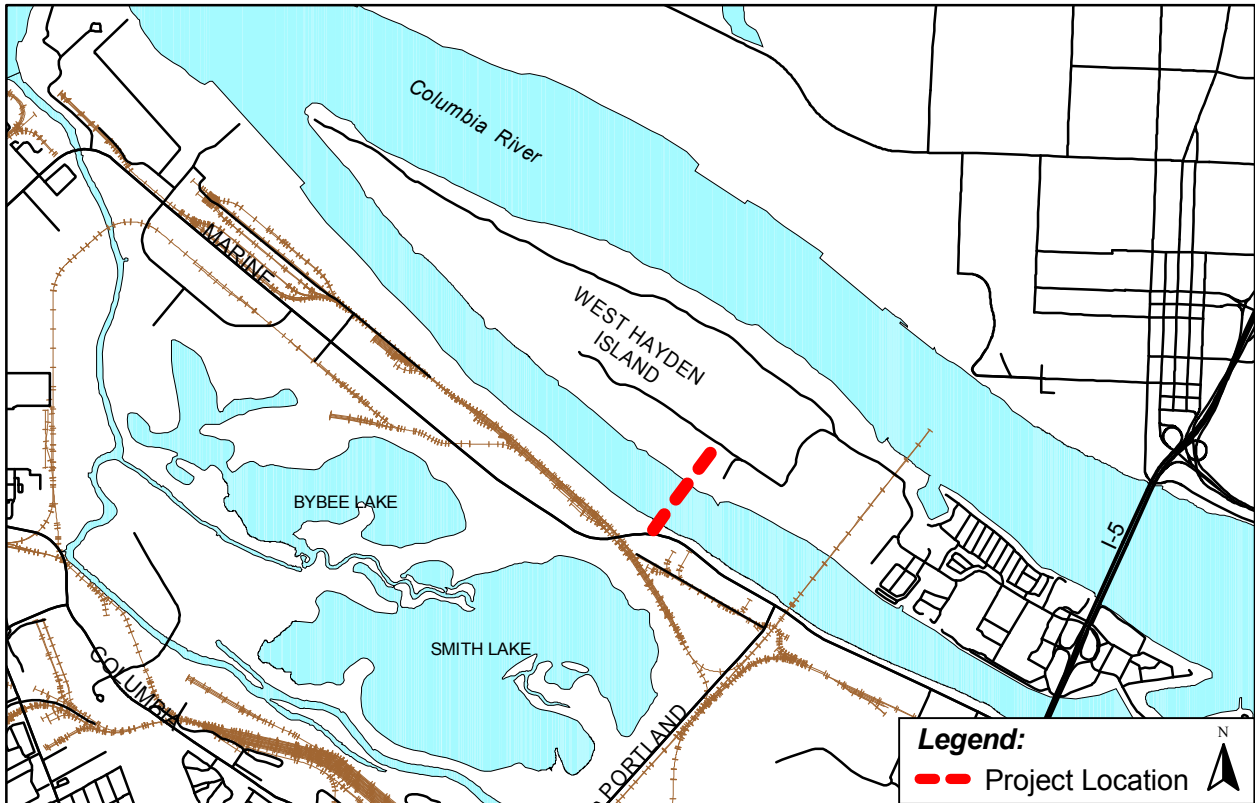 Columbia River
MARINE
WEST HAYDEN
ISLAND
BYBEE LAKE
I-5
SMITH LAKE
COLUMBIA
PORTLAND
Legend:
Project Location
N